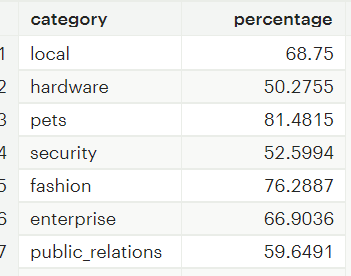 category percentage
1 local 68.75
2 hardware 50.2755
3 pets 81.4815
4 security 52.5994
5 fashion 76.2887
6 enterprise 66.9036
7 public_relations 59.6491